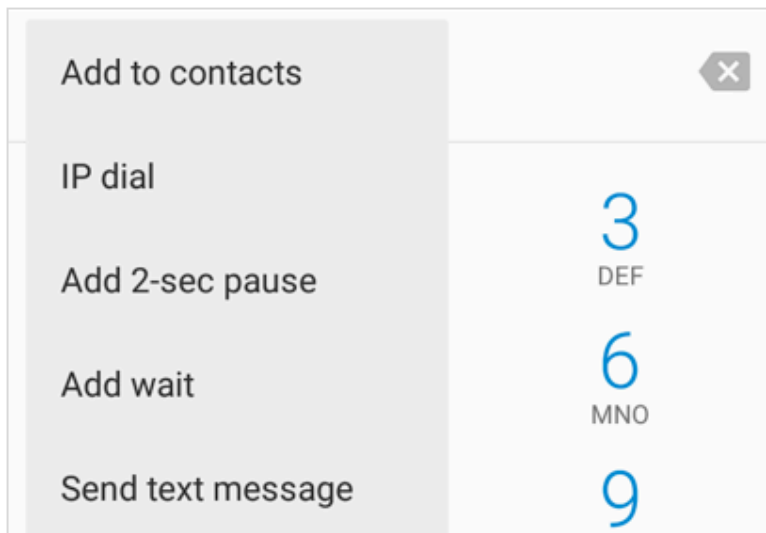 Add to contacts
IP dial
3
DEF
Add 2-sec pause
6
Add wait
MNO
Send text message
9